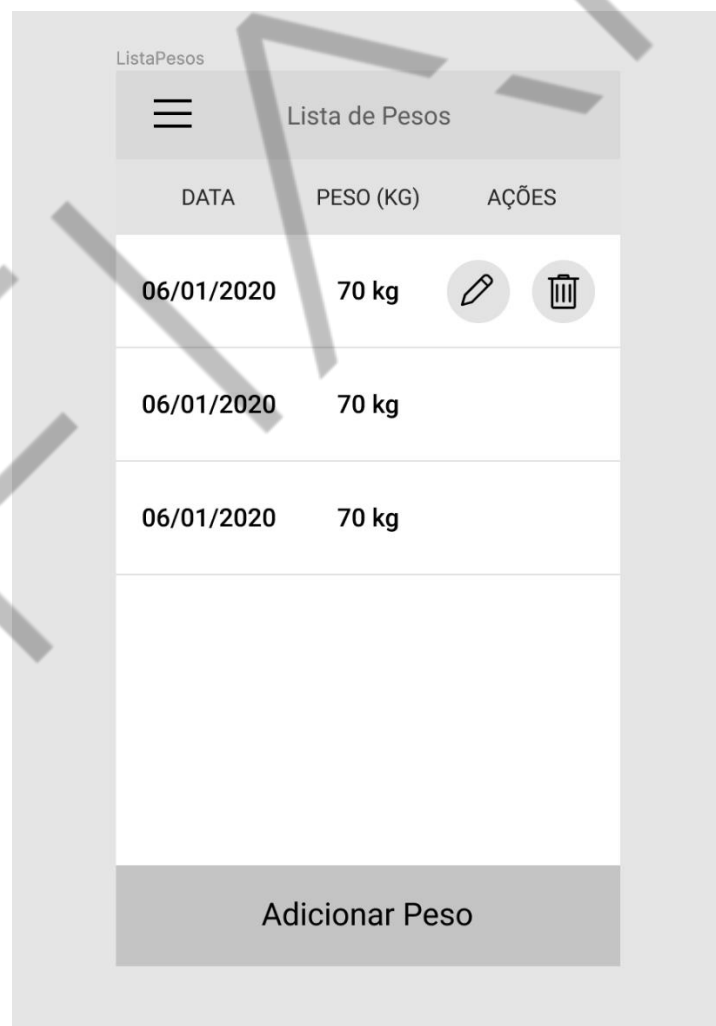 ListaPesos
Lista de Pesos
DATA PESO (KG) AÇÕES
06/01/2020 70 kg
06/01/2020 70 kg
06/01/2020 70 kg
Adicionar Peso